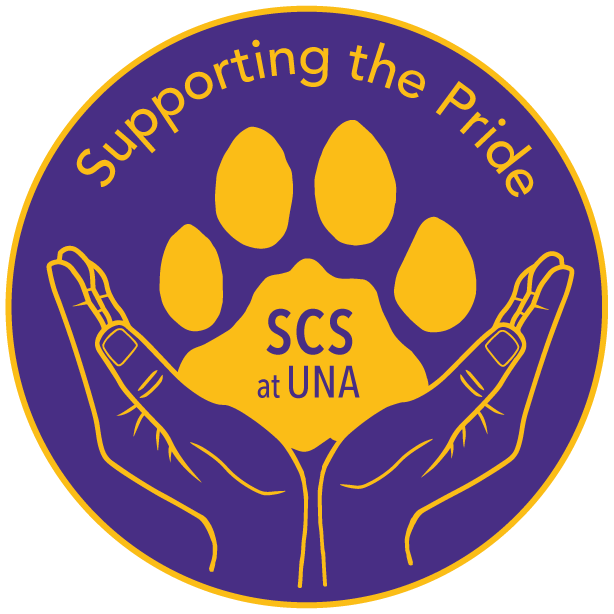 Supporting the Pride
SCS
at UNA